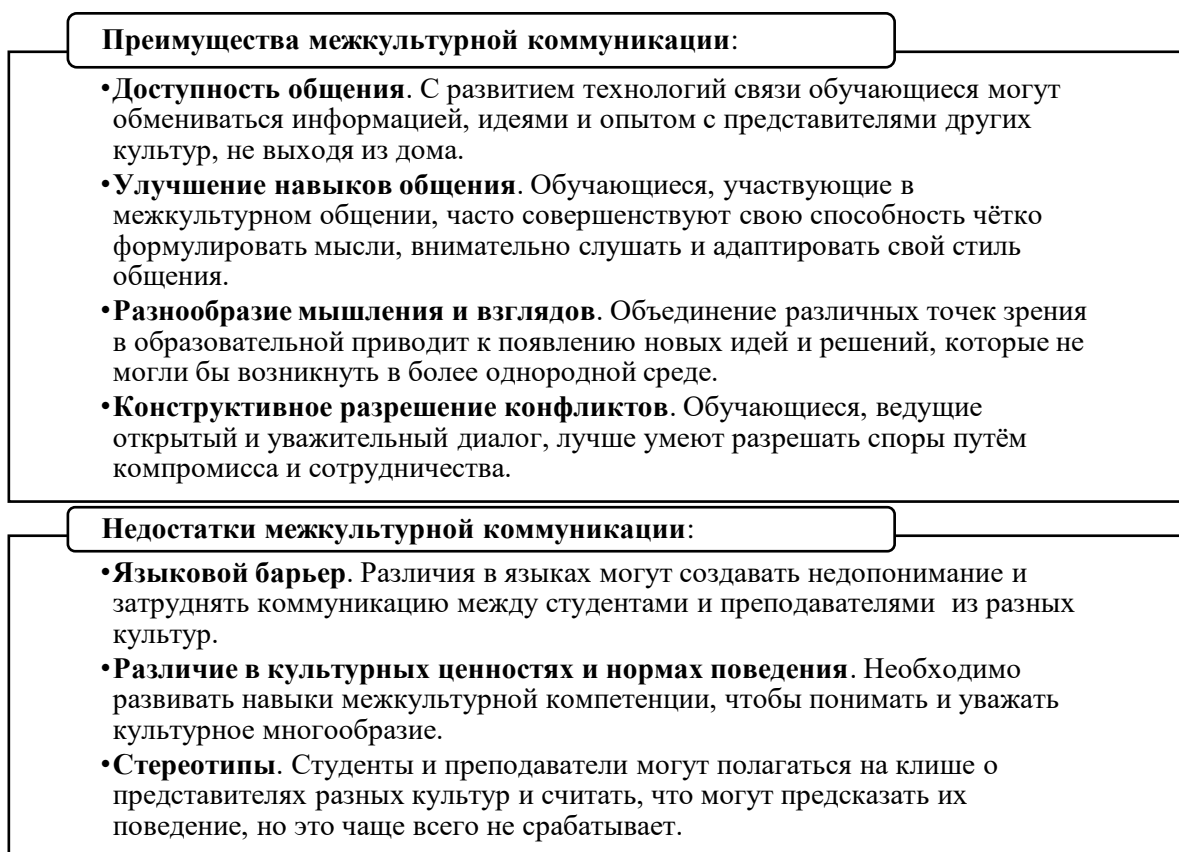 Преимущества межкультурной коммуникации:
•Доступность общения. С развитием технологий связи обучающиеся могут
обмениваться информацией, идеями и опытом с представителями других
культур, не выходя из дома.
•Улучшение навыков общения. Обучающиеся, участвующие в
межкультурном общении, часто совершенствуют свою способность чётко
формулировать мысли, внимательно слушать и адаптировать свой стиль
общения.
•Разнообразие мышления и взглядов. Объединение различных точек зрения
в образовательной приводит к появлению новых идей и решений, которые не
могли бы возникнуть в более однородной среде.
•Конструктивное разрешение конфликтов. Обучающиеся, ведущие
открытый и уважительный диалог, лучше умеют разрешать споры путём
компромисса и сотрудничества.
Недостатки межкультурной коммуникации:
•Языковой барьер. Различия в языках могут создавать недопонимание и
затруднять коммуникацию между студентами и преподавателями из разных
культур.
•Различие в культурных ценностях и нормах поведения. Необходимо
развивать навыки межкультурной компетенции, чтобы понимать и уважать
культурное многообразие.
•Стереотипы. Студенты и преподаватели могут полагаться на клише о
представителях разных культур и считать, что могут предсказать их
поведение, но это чаще всего не срабатывает.